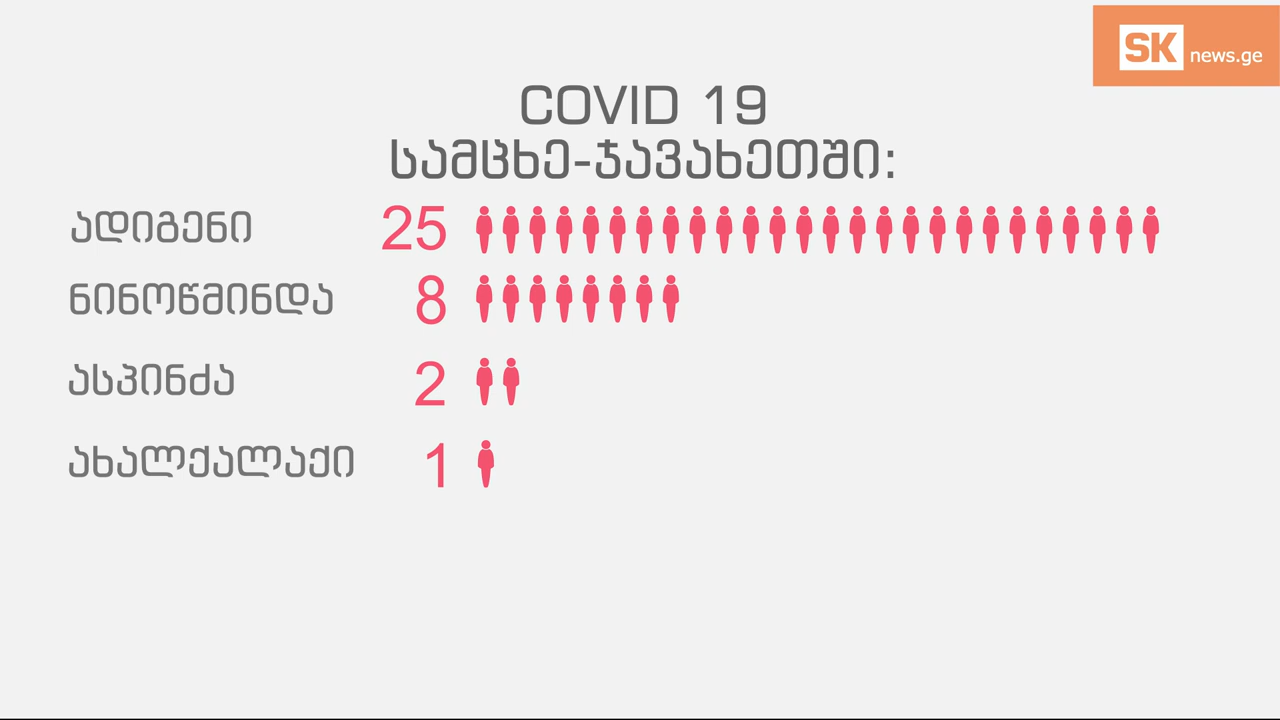 SK news.ge
COVID 19
სამცხე-ჯავახეთში:
ადიგენი 25
ნინოწმინდა 8
ასპინძა 2
ახალქალაქი 1